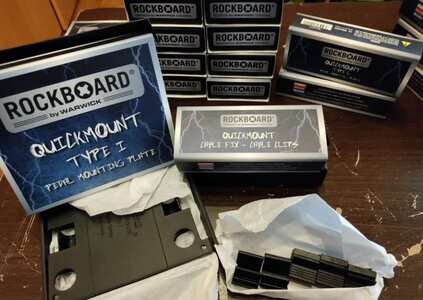 ROCKBOARD®
by WARWICK
QUICKMOUNT
TYPE I
PEDAL MOUNTING PLATE
ROCKBOARD
QUICKMOUNT
CABLE FIX - CABLE CLIPS
ROCKBOARD
QUICKMOUNT
TYPE L
ROCKBOARD
ROCKBOARD
ROCKBOARD
ROCKBOARD
ROCKBOARD
ROCKBOARD
ROCKBOARD
ROCKBOARD